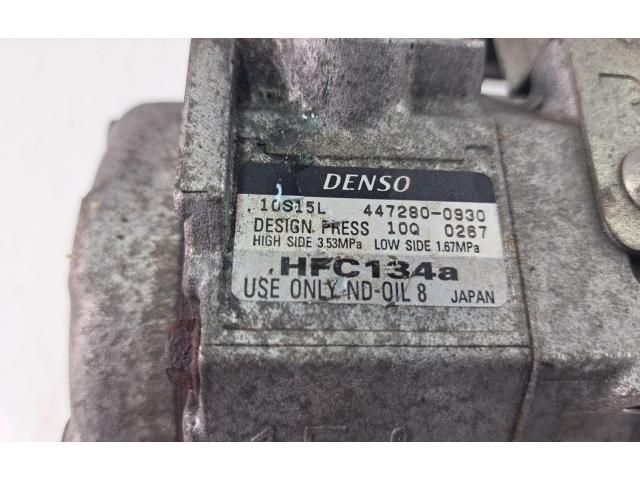 DENSO
10S15L 447280-0930
DESIGN PRESS 10Q 0267
HIGH SIDE 3.53MPa LOW SIDE 1.67MPa
HFC134a
USE ONLY ND-OIL 8 JAPAN